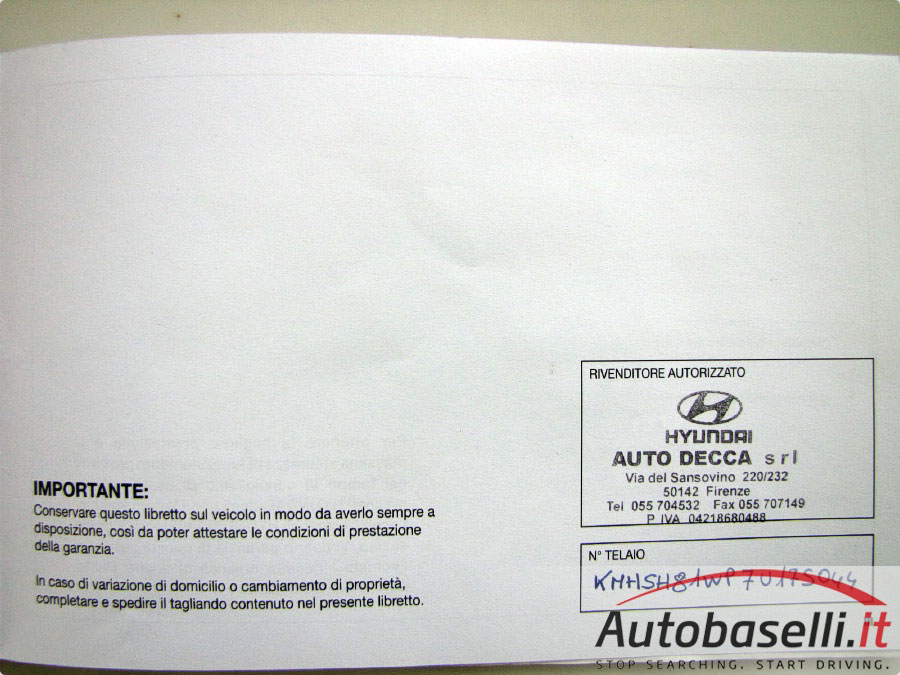 IMPORTANTE:
Conservare questo libretto sul veicolo in modo da averlo sempre a
disposizione, così da poter attestare le condizioni di prestazione
della garanzia.
In caso di variazione di domicilio o cambiamento di proprietà,
completare e spedire il tagliando contenuto nel presente libretto.
RIVENDITORE AUTORIZZATO
HYUNDAI
AUTO DECCA srl
Via del Sansovino 220/232
50142 Firenze
Tel 055 704532 Fax 055 707149
P IVA 04218680488
N° TELAIO
KMHSH81WP7U175044
Autobaselli.it
STOP SEARCHING. START DRIVING.